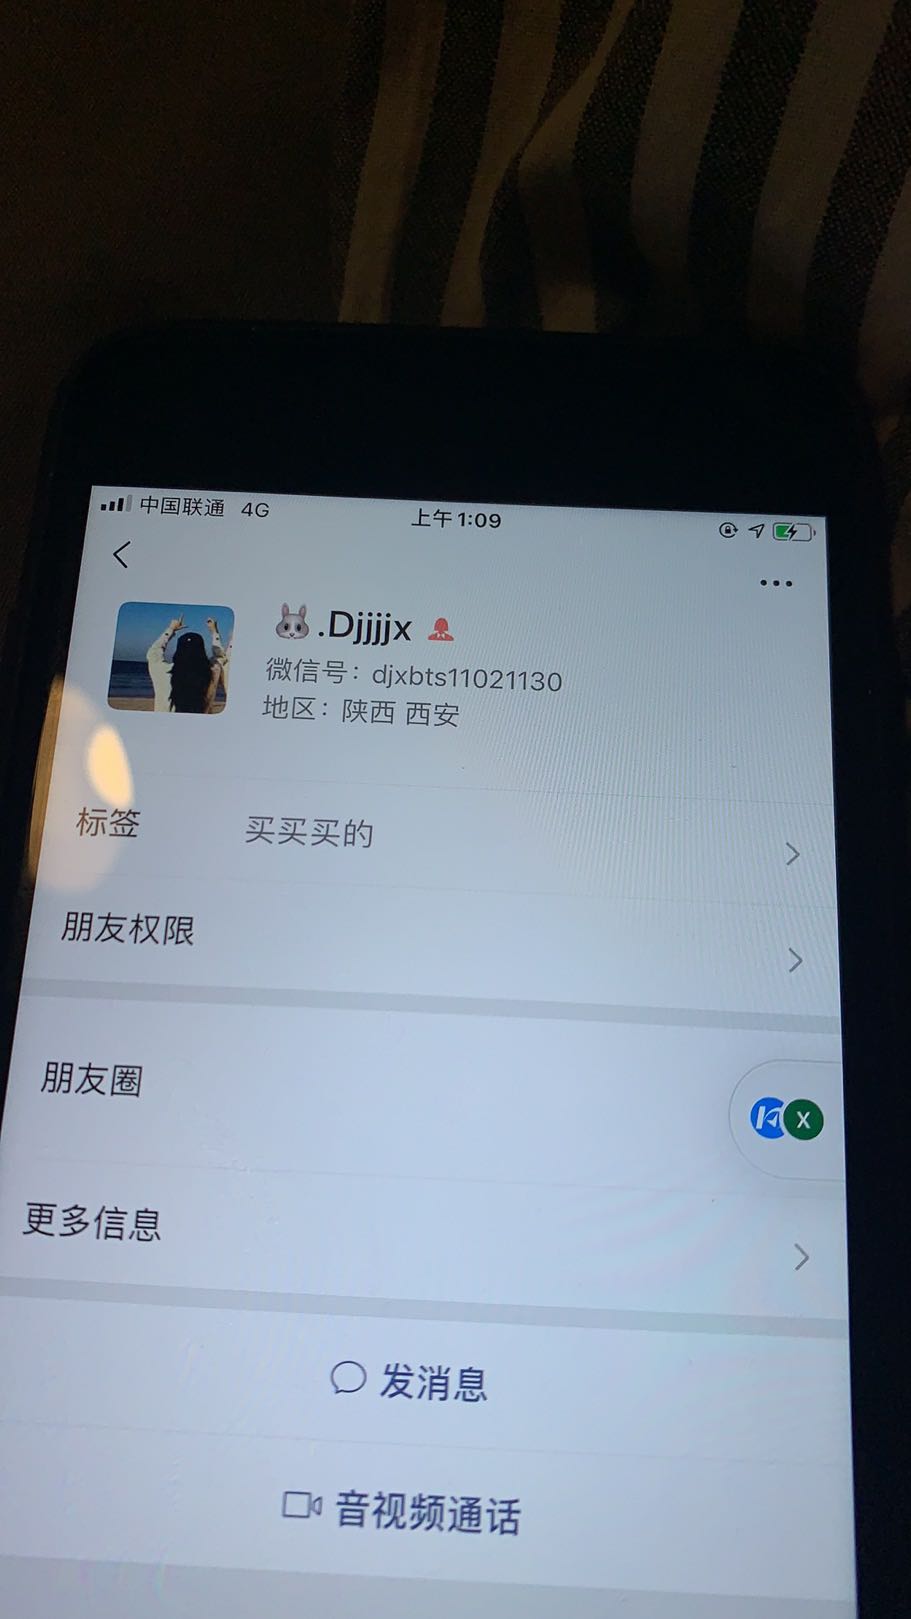 中国联通 4G 上午1:09
🐰.Djjjjx
微信号：djxbts11021130
地区：陕西 西安
标签 买买买的
朋友权限
朋友圈
X
更多信息
发消息
音视频通话